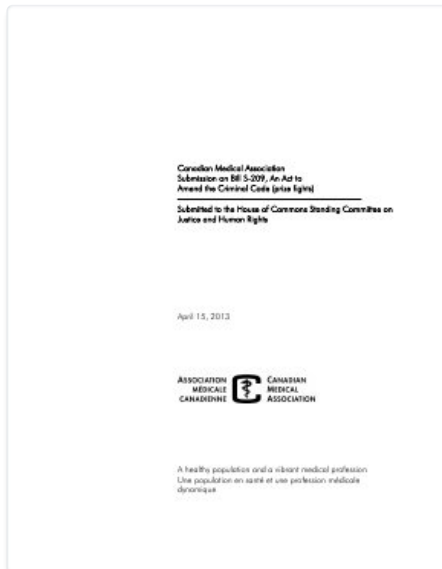 Canadian Medical Association
Submission on Bill S-209, An Act to
Amend the Criminal Code (prize fights)
Submitted to the House of Commons Standing Committee on
Justice and Human Rights
April 15, 2013
ASSOCIATION
MÉDICALE
CANADIENNE
CANADIAN
MEDICAL
ASSOCIATION
A healthy population and a vibrant medical profession
Une population en santé et une profession médicale
dynamique